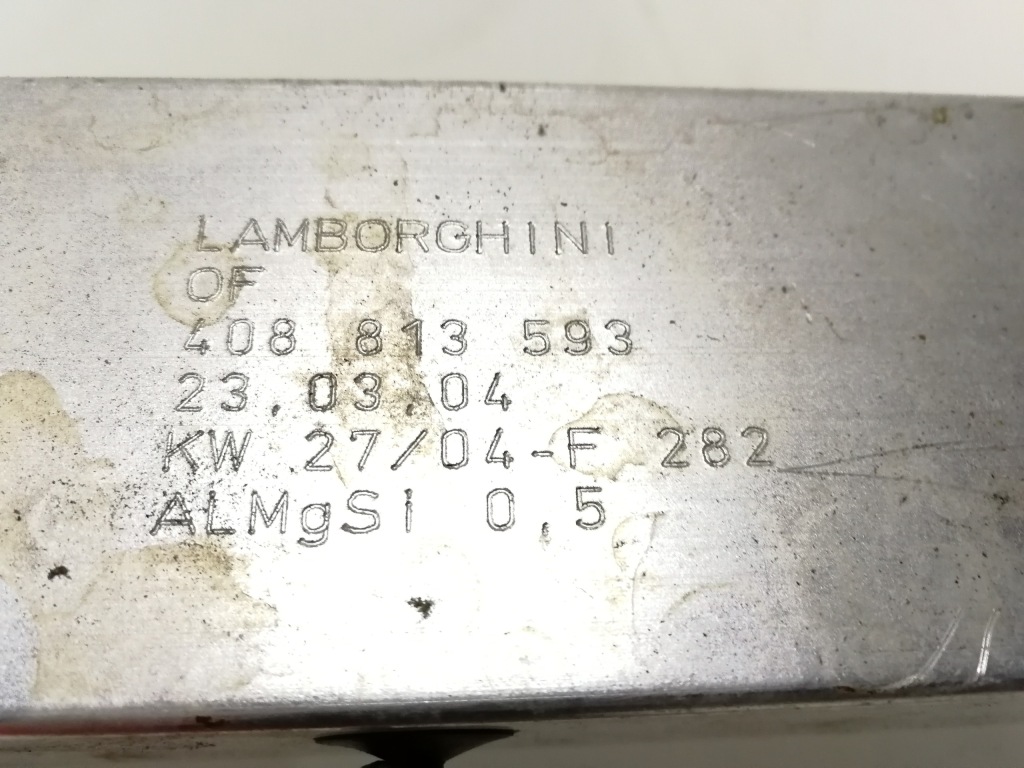 LAMBORGHINI
OF
408 813 593
23.03.04
KW 27/04-F 282
ALMgSi 0,5